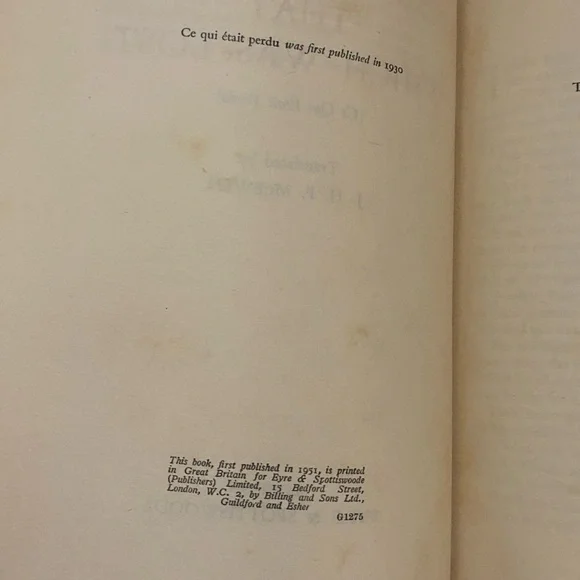 Ce qui était perdu was first published in 1930
This book, first published in 1951, is printed
in Great Britain for Eyre & Spottiswoode
(Publishers) Limited, 15 Bedford Street,
London, W.C. 2, by Billing and Sons Ltd.,
Guildford and Esher
G1275
T